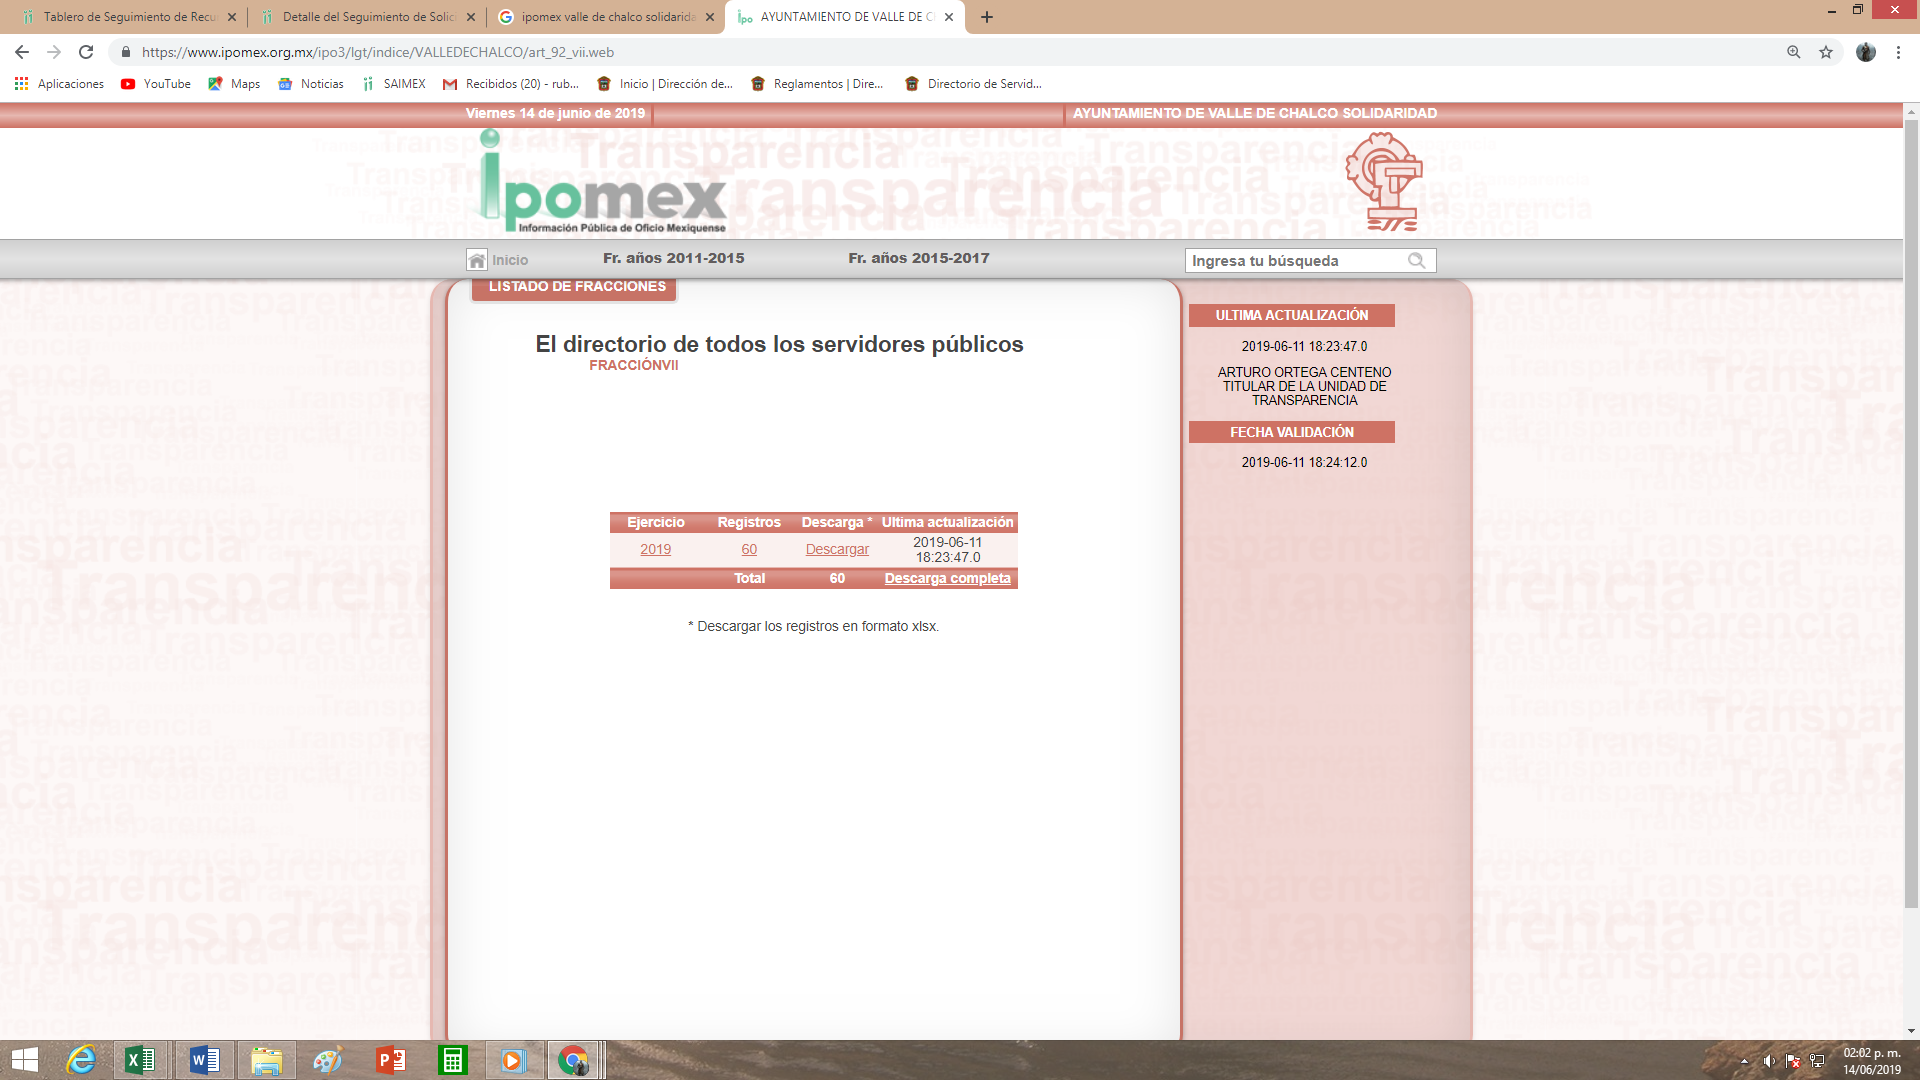 Tablero de Seguimiento de Recu
Detalle del Seguimiento de Solic
ipomex valle de chalco solidarida
AYUNTAMIENTO DE VALLE DE C
https://www.ipomex.org.mx/ipo3/lgt/indice/VALLEDECHALCO/art_92_vii.web
Aplicaciones
YouTube
Maps
Noticias
SAIMEX
Recibidos (20) - rub...
Inicio | Dirección de...
Reglamentos | Dire...
Directorio de Servid...
Viernes 14 de junio de 2019
AYUNTAMIENTO DE VALLE DE CHALCO SOLIDARIDAD
ipomex
Información Pública de Oficio Mexiquense
Transparencia
Inicio
Fr. años 2011-2015
Fr. años 2015-2017
Ingresa tu búsqueda
LISTADO DE FRACCIONES
El directorio de todos los servidores públicos
FRACCIÓNVII
Ejercicio Registros Descarga * Ultima actualización
2019 60 Descargar 2019-06-11
18:23:47.0
Total 60 Descarga completa
* Descargar los registros en formato xlsx.
ULTIMA ACTUALIZACIÓN
2019-06-11 18:23:47.0
ARTURO ORTEGA CENTENO
TITULAR DE LA UNIDAD DE
TRANSPARENCIA
FECHA VALIDACIÓN
2019-06-11 18:24:12.0
02:02 p. m.
14/06/2019